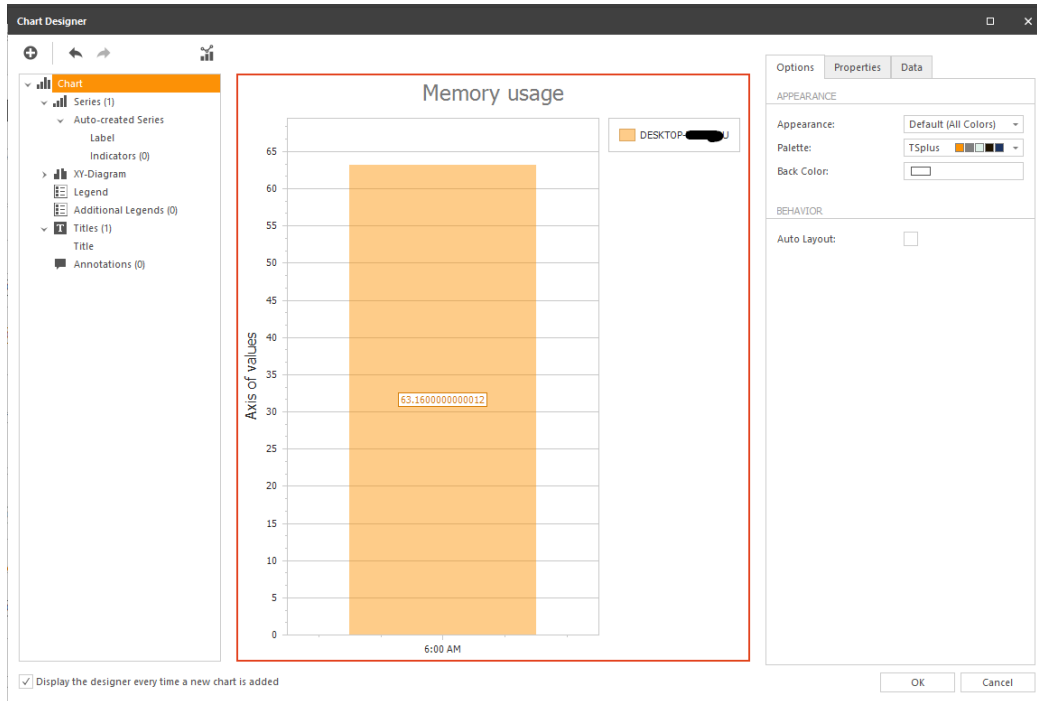 Chart Designer
Chart
Series (1)
Auto-created Series
Label
Indicators (0)
XY-Diagram
Legend
Additional Legends (0)
Titles (1)
Title
Annotations (0)
Memory usage
DESKTOP- U
65
60
55
50
45
40
35
30
25
20
15
10
5
0
Axis of values
63.1600000000012
6:00 AM
Options Properties Data
APPEARANCE
Appearance: Default (All Colors)
Palette: TSplus
Back Color:
BEHAVIOR
Auto Layout:
Display the designer every time a new chart is added
OK Cancel